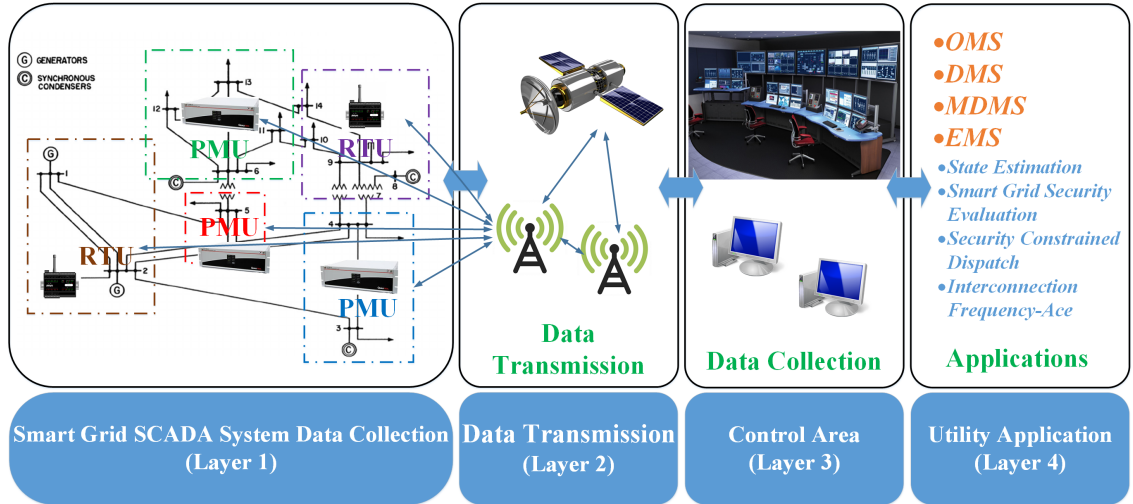 G GENERATORS
C SYNCHRONOUS
CONDENSERS
13
14
12
11
10
PMU
RTU
9
8
C
C
6
7
G
1
5
PMU
4
RTU
2
G
PMU
3
C
Data
Transmission
Data Collection
•OMS
•DMS
•MDMS
•EMS
•State Estimation
•Smart Grid Security
Evaluation
•Security Constrained
Dispatch
•Interconnection
Frequency-Ace
Applications
Smart Grid SCADA System Data Collection
(Layer 1)
Data Transmission
(Layer 2)
Control Area
(Layer 3)
Utility Application
(Layer 4)